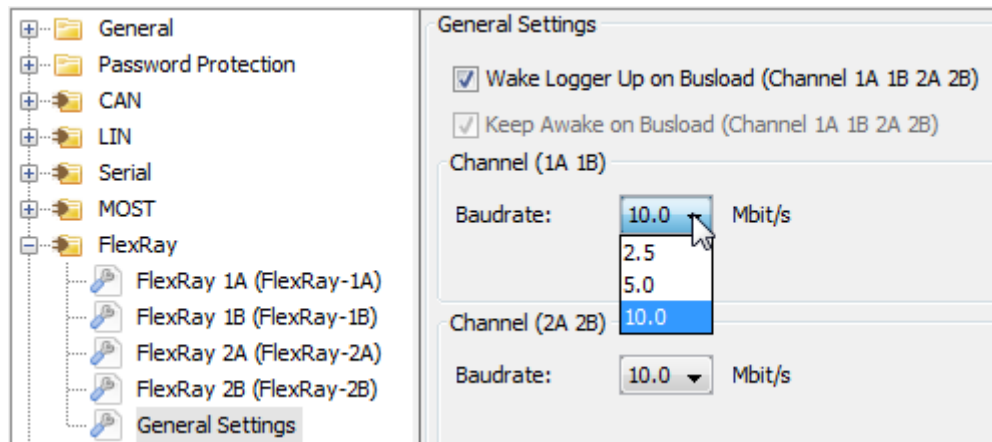 General
Password Protection
CAN
LIN
Serial
MOST
FlexRay
FlexRay 1A (FlexRay-1A)
FlexRay 1B (FlexRay-1B)
FlexRay 2A (FlexRay-2A)
FlexRay 2B (FlexRay-2B)
General Settings
General Settings
Wake Logger Up on Busload (Channel 1A 1B 2A 2B)
Keep Awake on Busload (Channel 1A 1B 2A 2B)
Channel (1A 1B)
Baudrate: 10.0 Mbit/s
2.5
5.0
10.0
Channel (2A 2B)
Baudrate: 10.0 Mbit/s